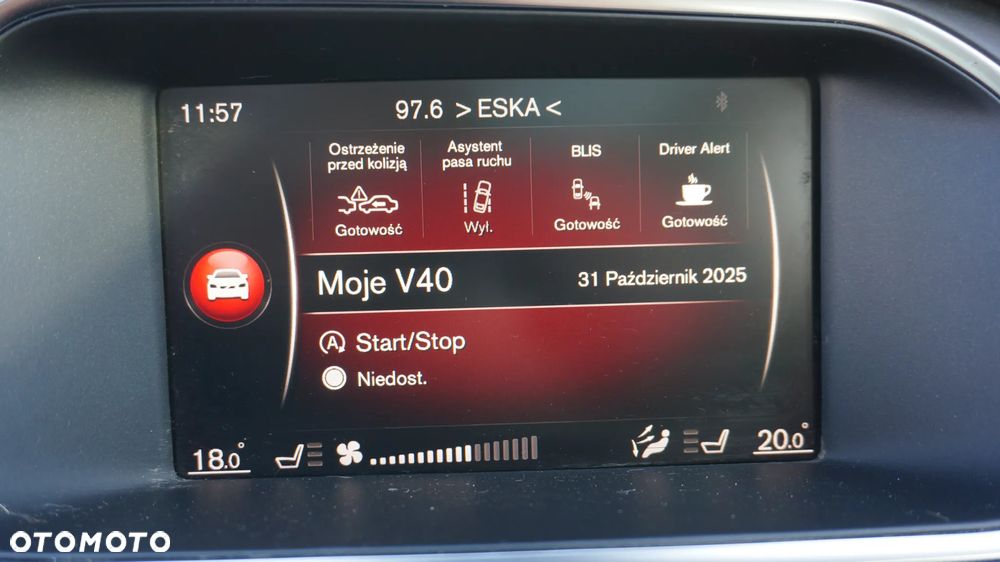 11:57
97.6 >ESKA<
Ostrzeżenie
przed kolizją
Gotowość
Asystent
pasa ruchu
Wył.
BLIS
Gotowość
Driver Alert
Gotowość
Moje V40
31 Październik 2025
A Start/Stop
Niedost.
18.0°
20.0°
OTOMOTO